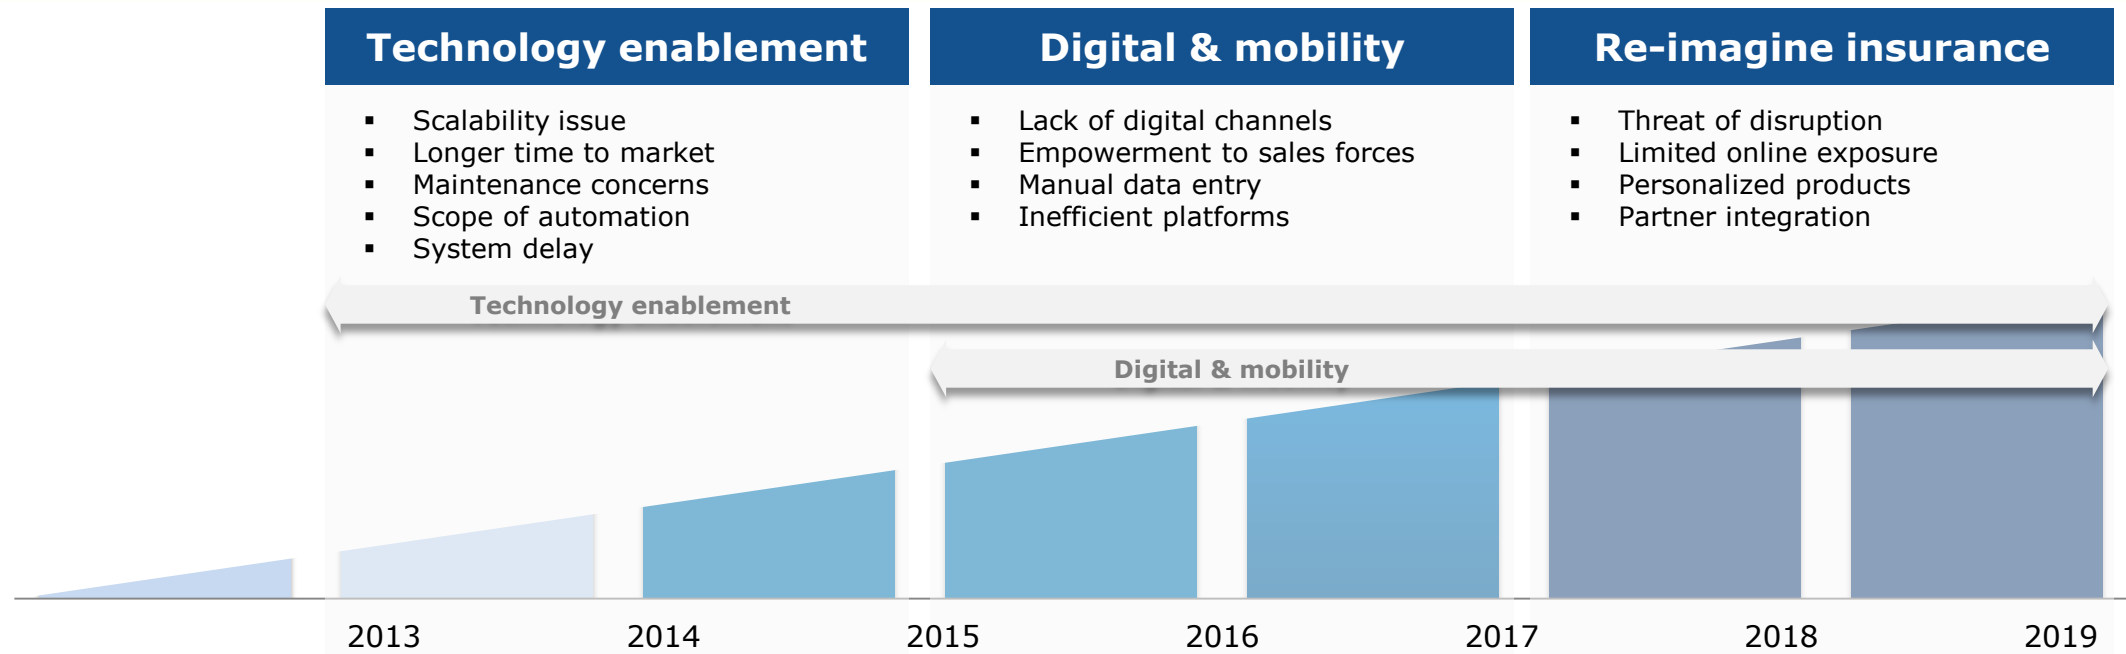 Technology enablement
▪ Scalability issue
▪ Longer time to market
▪ Maintenance concerns
▪ Scope of automation
▪ System delay
Digital & mobility
▪ Lack of digital channels
▪ Empowerment to sales forces
▪ Manual data entry
▪ Inefficient platforms
Re-imagine insurance
▪ Threat of disruption
▪ Limited online exposure
▪ Personalized products
▪ Partner integration
Technology enablement
Digital & mobility
2013 2014 2015 2016 2017 2018 2019